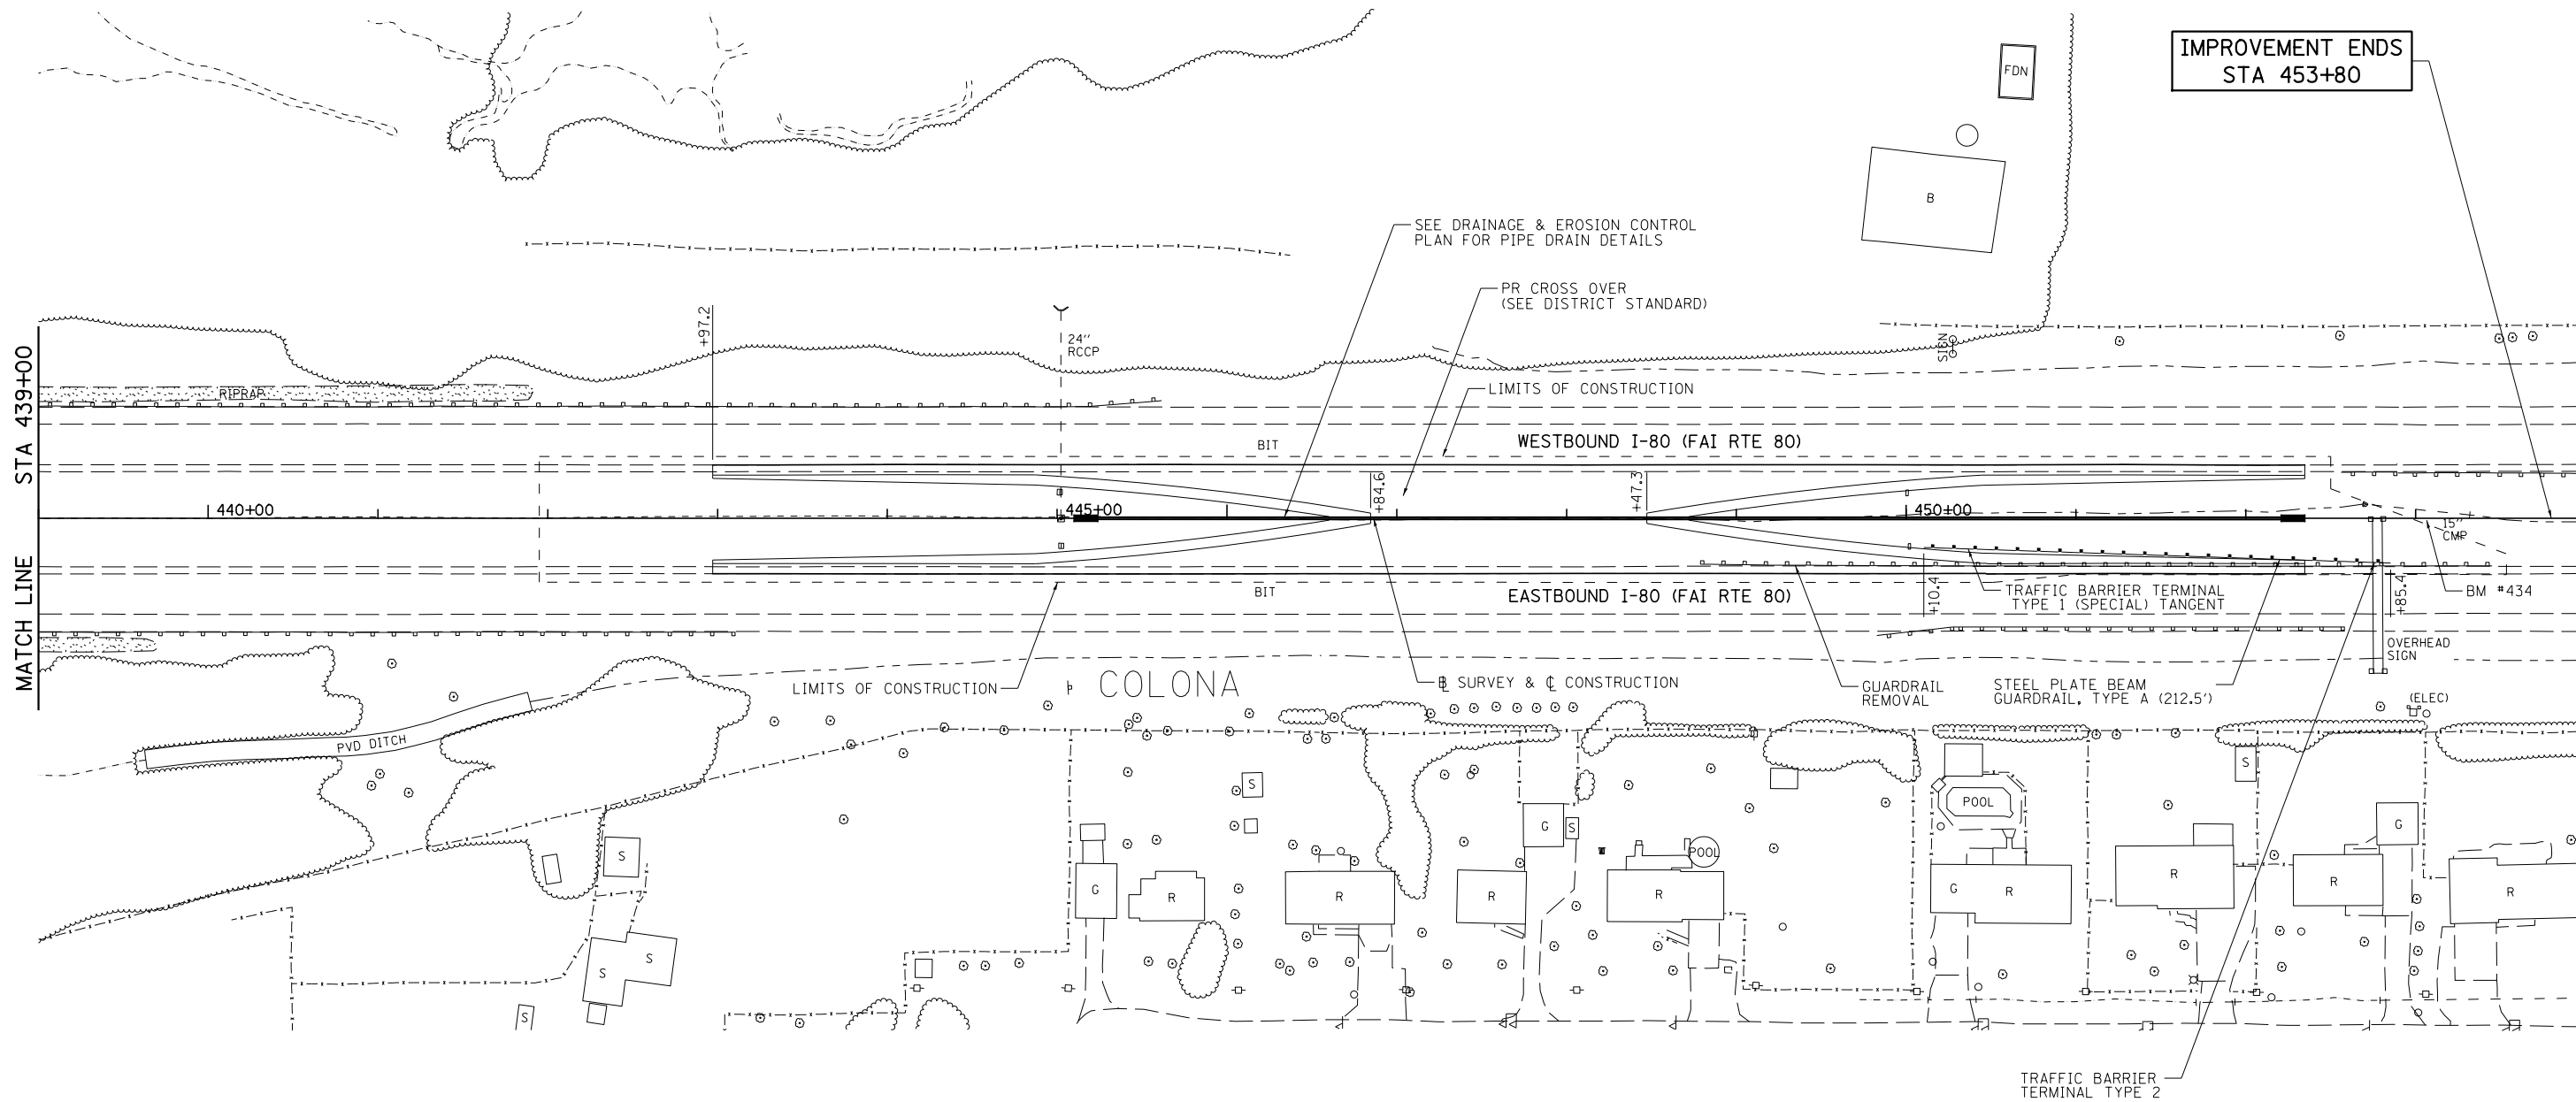 IMPROVEMENT ENDS
STA 453+80
FDN
B
SEE DRAINAGE & EROSION CONTROL
PLAN FOR PIPE DRAIN DETAILS
PR CROSS OVER
(SEE DISTRICT STANDARD)
+97.2
24"
RCCP
SIGN
MATCH LINE STA 439+00
RIPRAP
LIMITS OF CONSTRUCTION
BIT
WESTBOUND I-80 (FAI RTE 80)
+84.6
+47.3
440+00
445+00
450+00
15"
CMP
BIT
EASTBOUND I-80 (FAI RTE 80)
+10.4
TRAFFIC BARRIER TERMINAL
TYPE 1 (SPECIAL) TANGENT
+85.4
BM #434
OVERHEAD
SIGN
LIMITS OF CONSTRUCTION
COLONA
℄ SURVEY & ℄ CONSTRUCTION
GUARDRAIL
REMOVAL
STEEL PLATE BEAM
GUARDRAIL, TYPE A (212.5')
(ELEC)
PVD DITCH
S
S
POOL
G
S
G
POOL
S
G
R
R
R
R
G
R
R
R
R
S
S
S
TRAFFIC BARRIER
TERMINAL TYPE 2